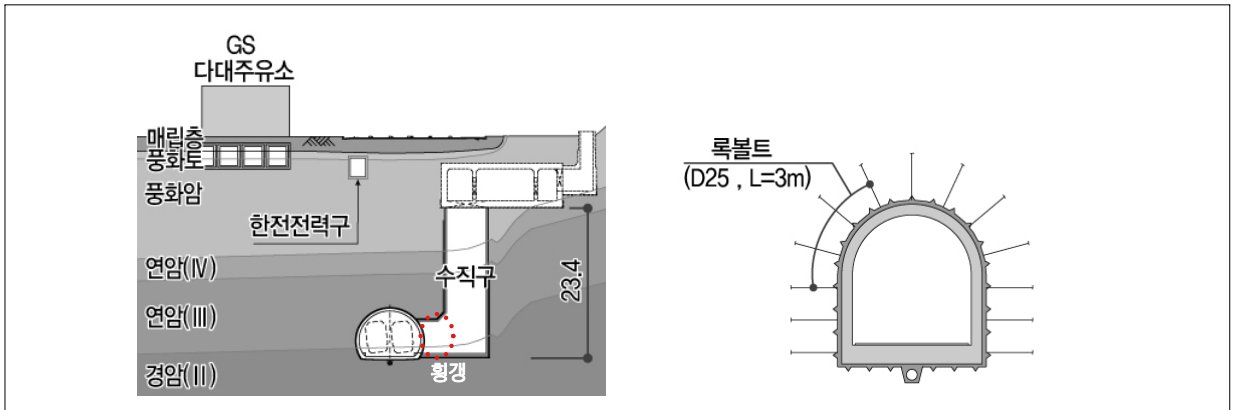 GS
다대주유소
매립층
풍화토
풍화암
한전전력구
연암(Ⅳ)
수직구
23.4
연암(Ⅲ)
횡갱
경암(Ⅱ)
록볼트
(D25 , L=3m)